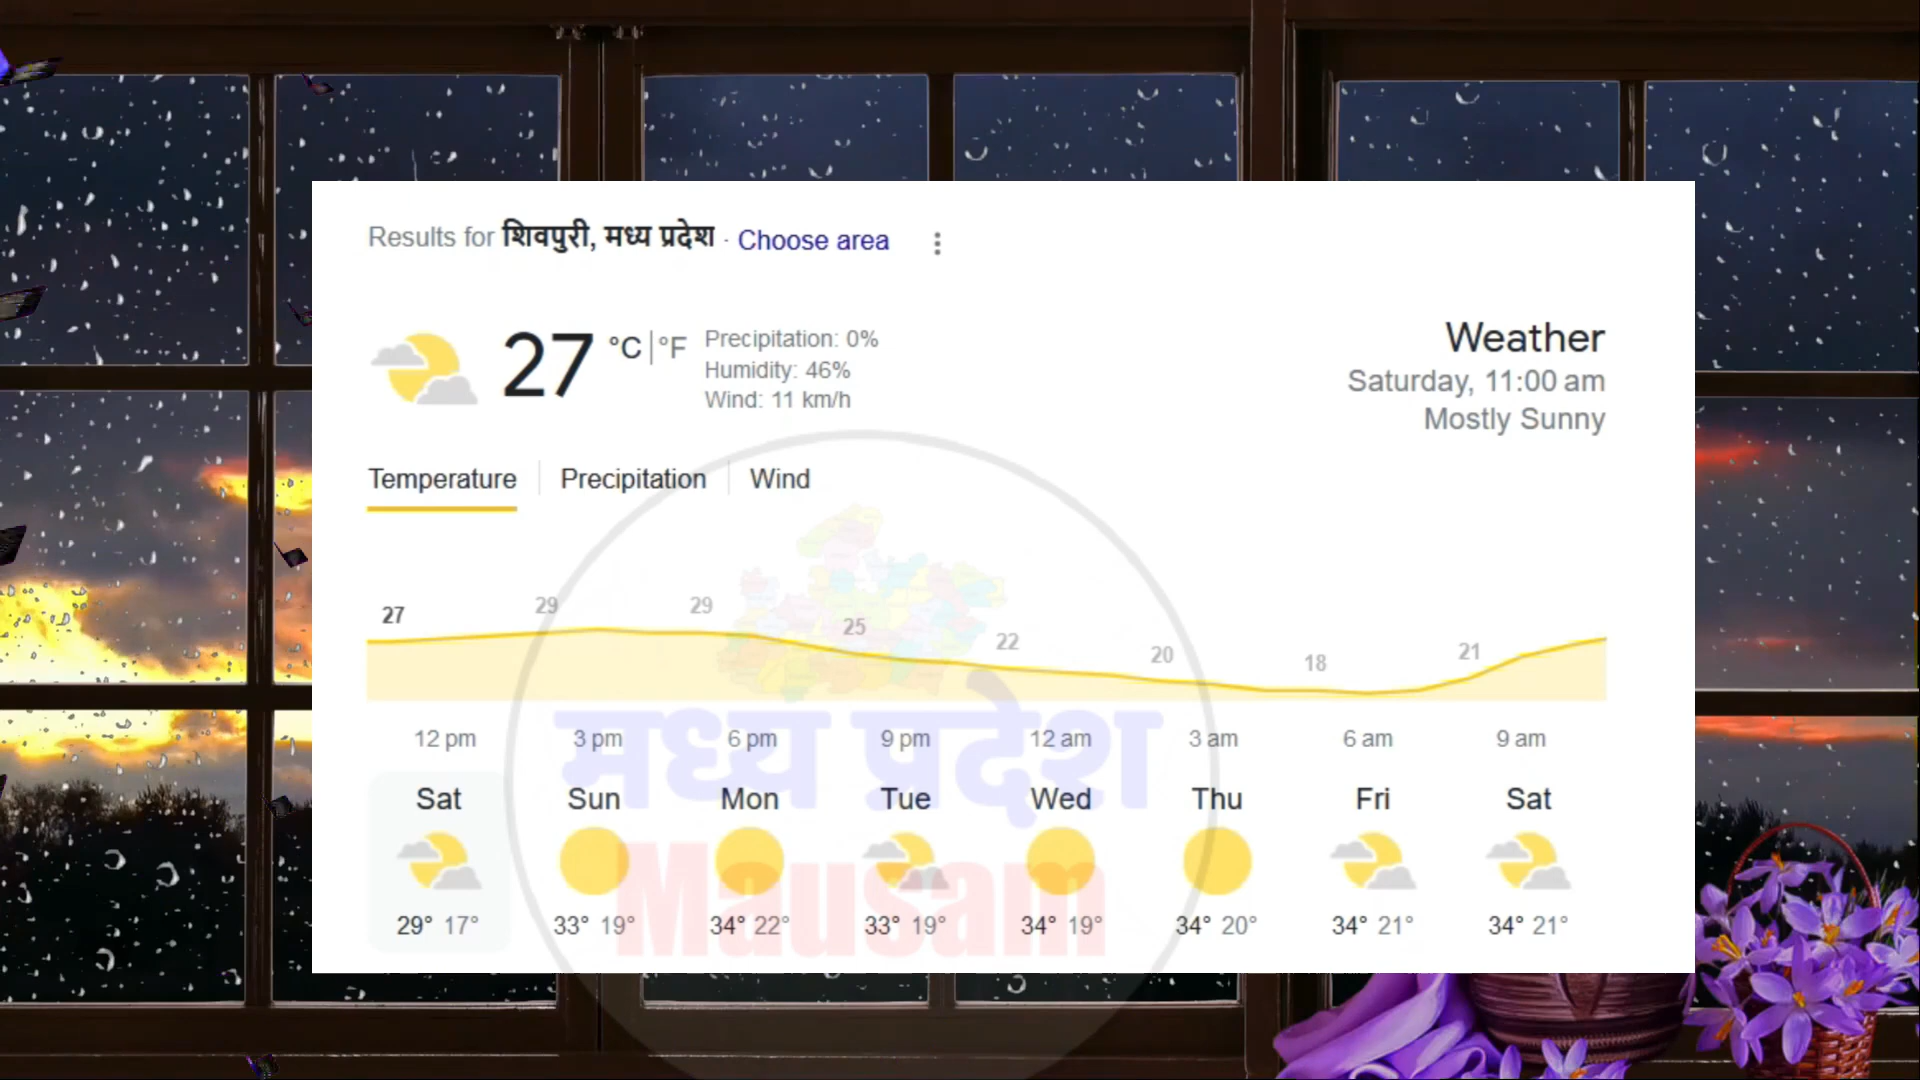 Results for शिवपुरी, मध्य प्रदेश · Choose area
27 °C | °F
Precipitation: 0%
Humidity: 46%
Wind: 11 km/h
Weather
Saturday, 11:00 am
Mostly Sunny
Temperature Precipitation Wind
27 29 29 25 22 20 18 21
12 pm 3 pm 6 pm 9 pm 12 am 3 am 6 am 9 am
मध्य प्रदेश
Sat Sun Mon Tue Wed Thu Fri Sat
Mausam
29° 17° 33° 19° 34° 22° 33° 19° 34° 19° 34° 20° 34° 21° 34° 21°